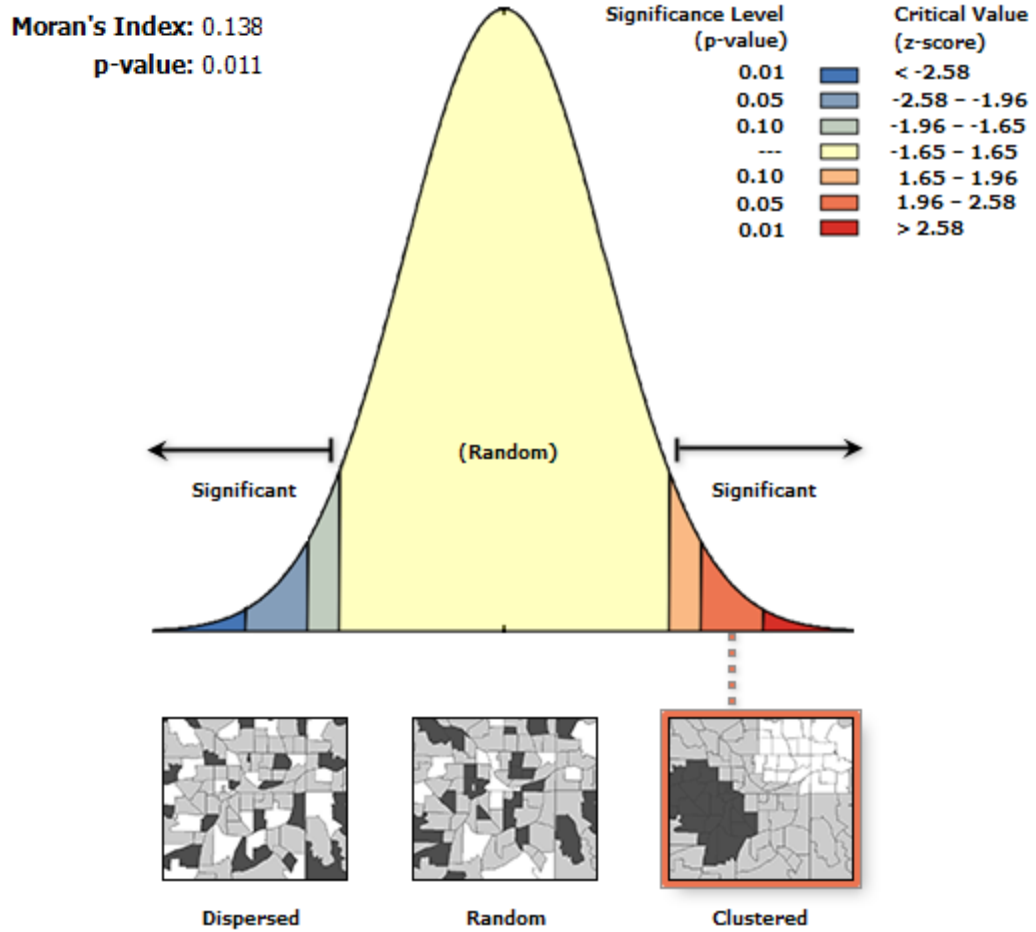 Moran's Index: 0.138
p-value: 0.011
Significance Level (p-value) Critical Value (z-score)
0.01 < -2.58
0.05 -2.58 – -1.96
0.10 -1.96 – -1.65
--- -1.65 – 1.65
0.10 1.65 – 1.96
0.05 1.96 – 2.58
0.01 > 2.58
(Random)
Significant Significant
Dispersed Random Clustered